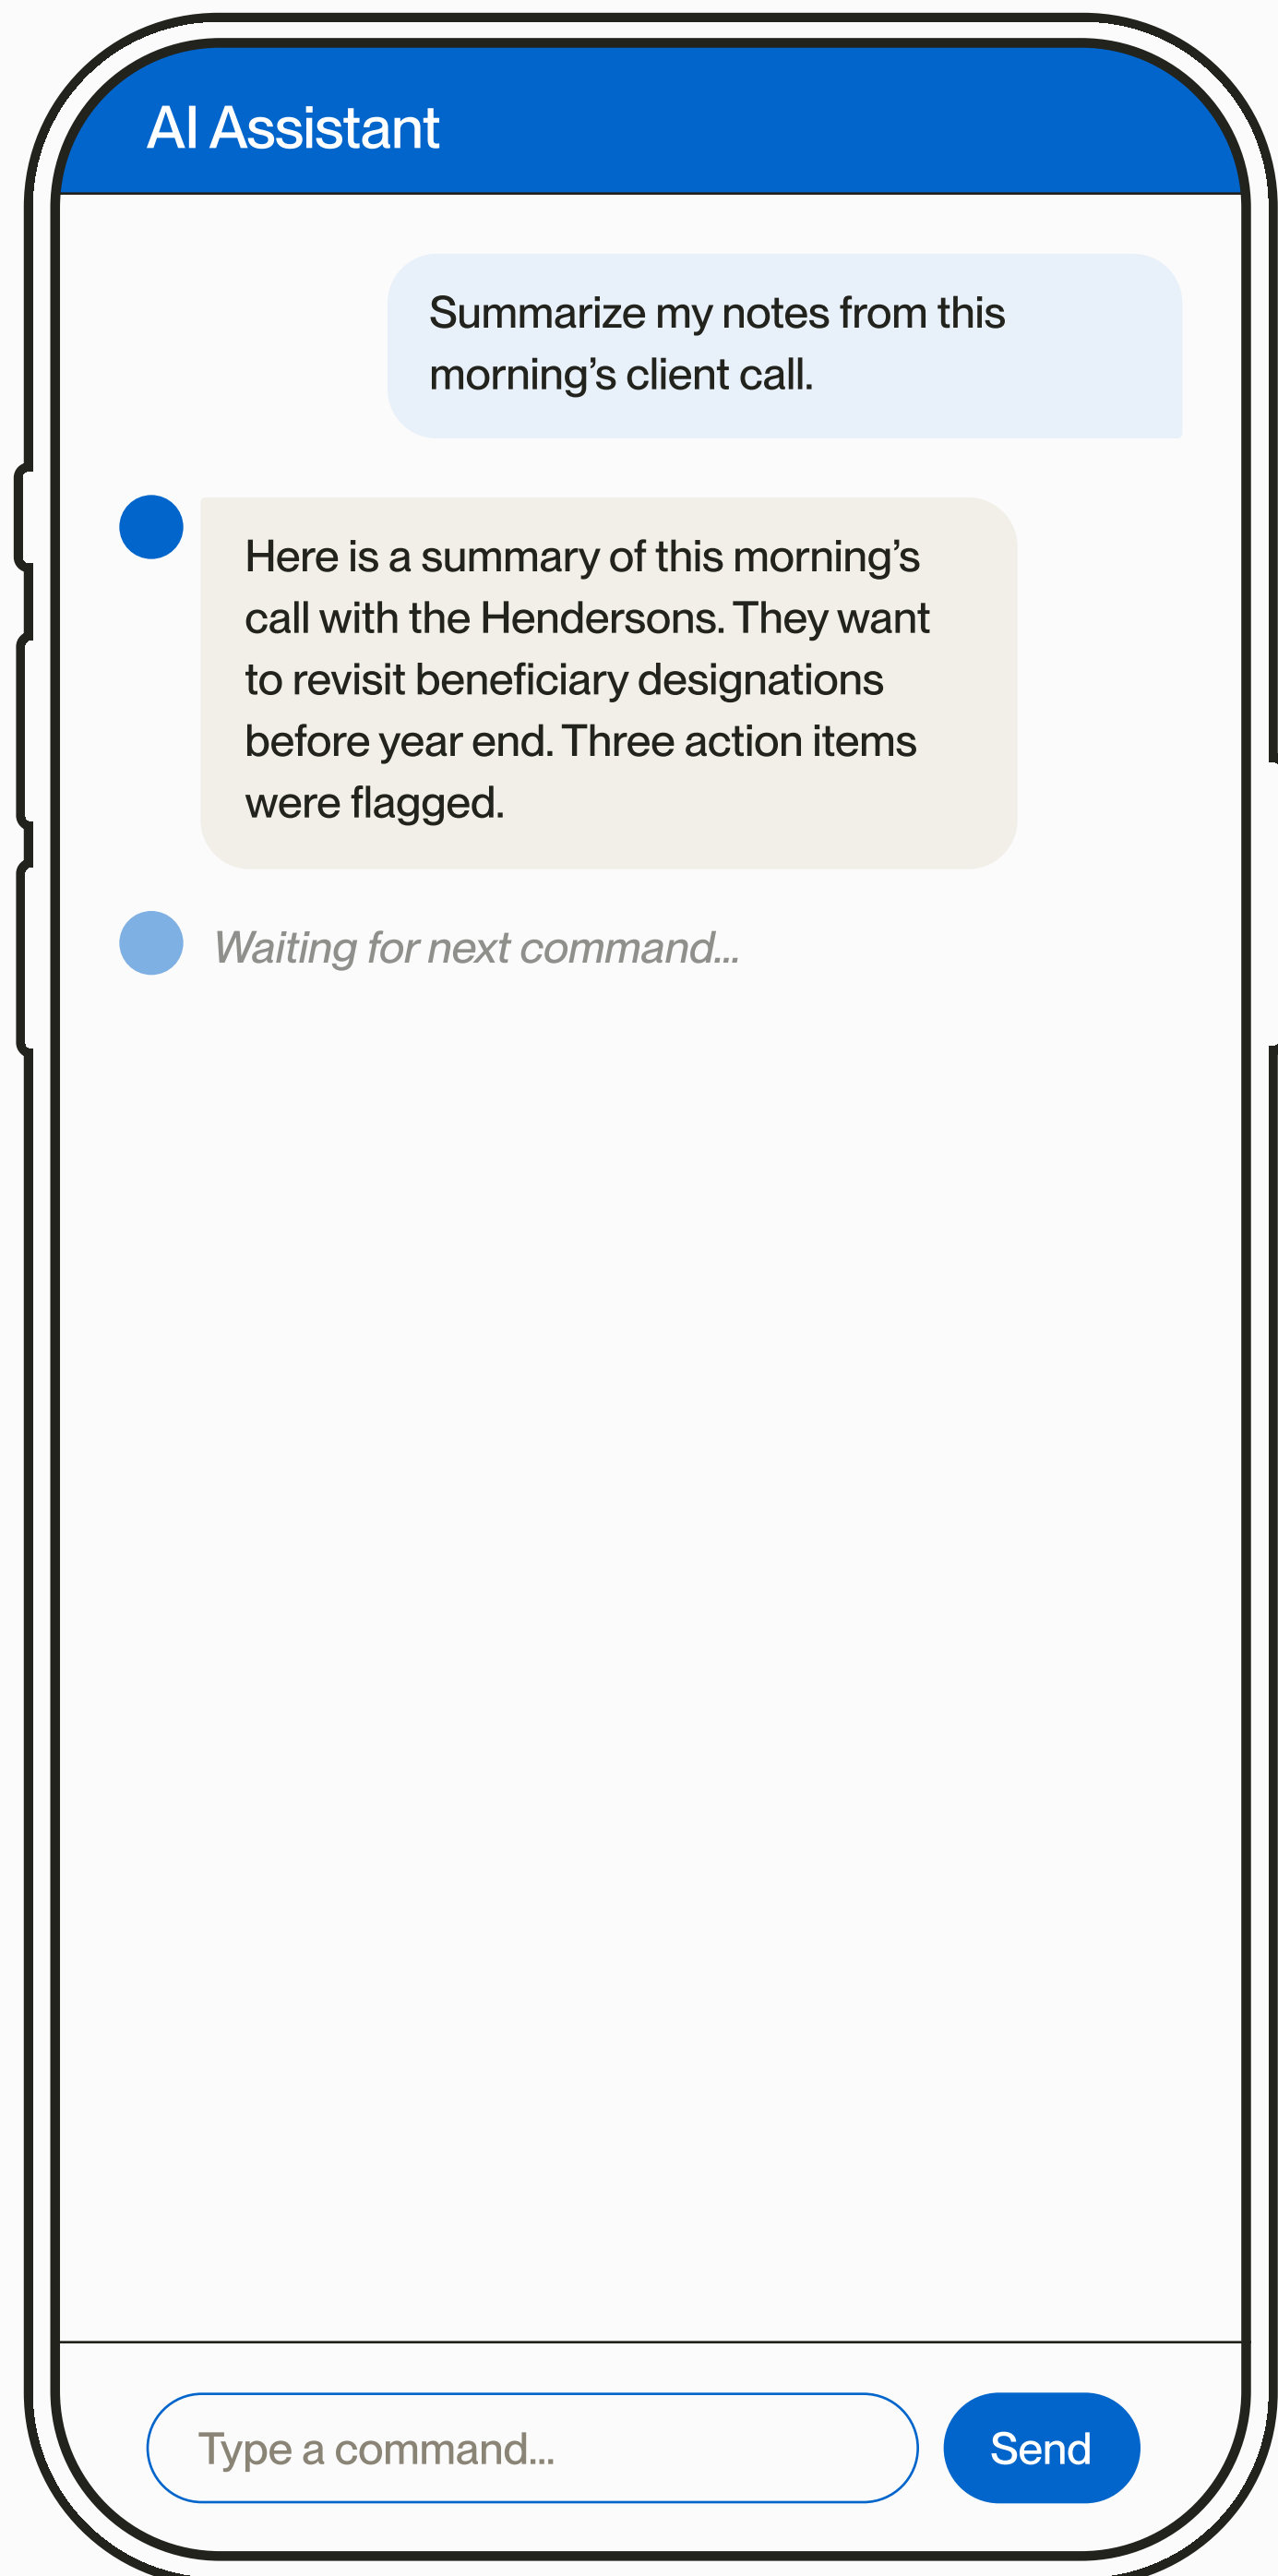 AI Assistant
Summarize my notes from this
morning’s client call.
Here is a summary of this morning’s
call with the Hendersons. They want
to revisit beneficiary designations
before year end. Three action items
were flagged.
Waiting for next command...
Type a command...
Send